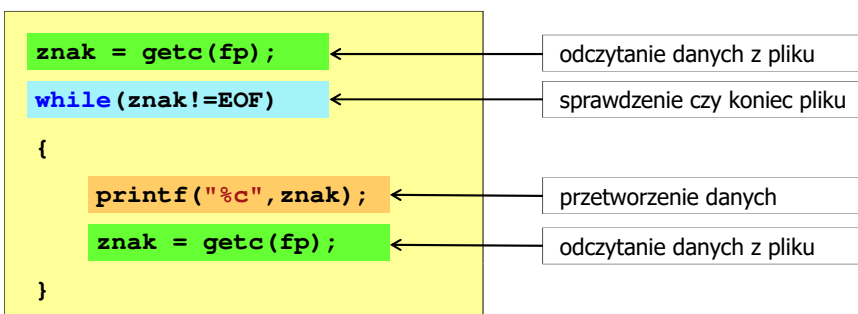 znak = getc(fp);
odczytanie danych z pliku
while(znak!=EOF)
sprawdzenie czy koniec pliku
{
printf("%c",znak);
przetworzenie danych
znak = getc(fp);
odczytanie danych z pliku
}